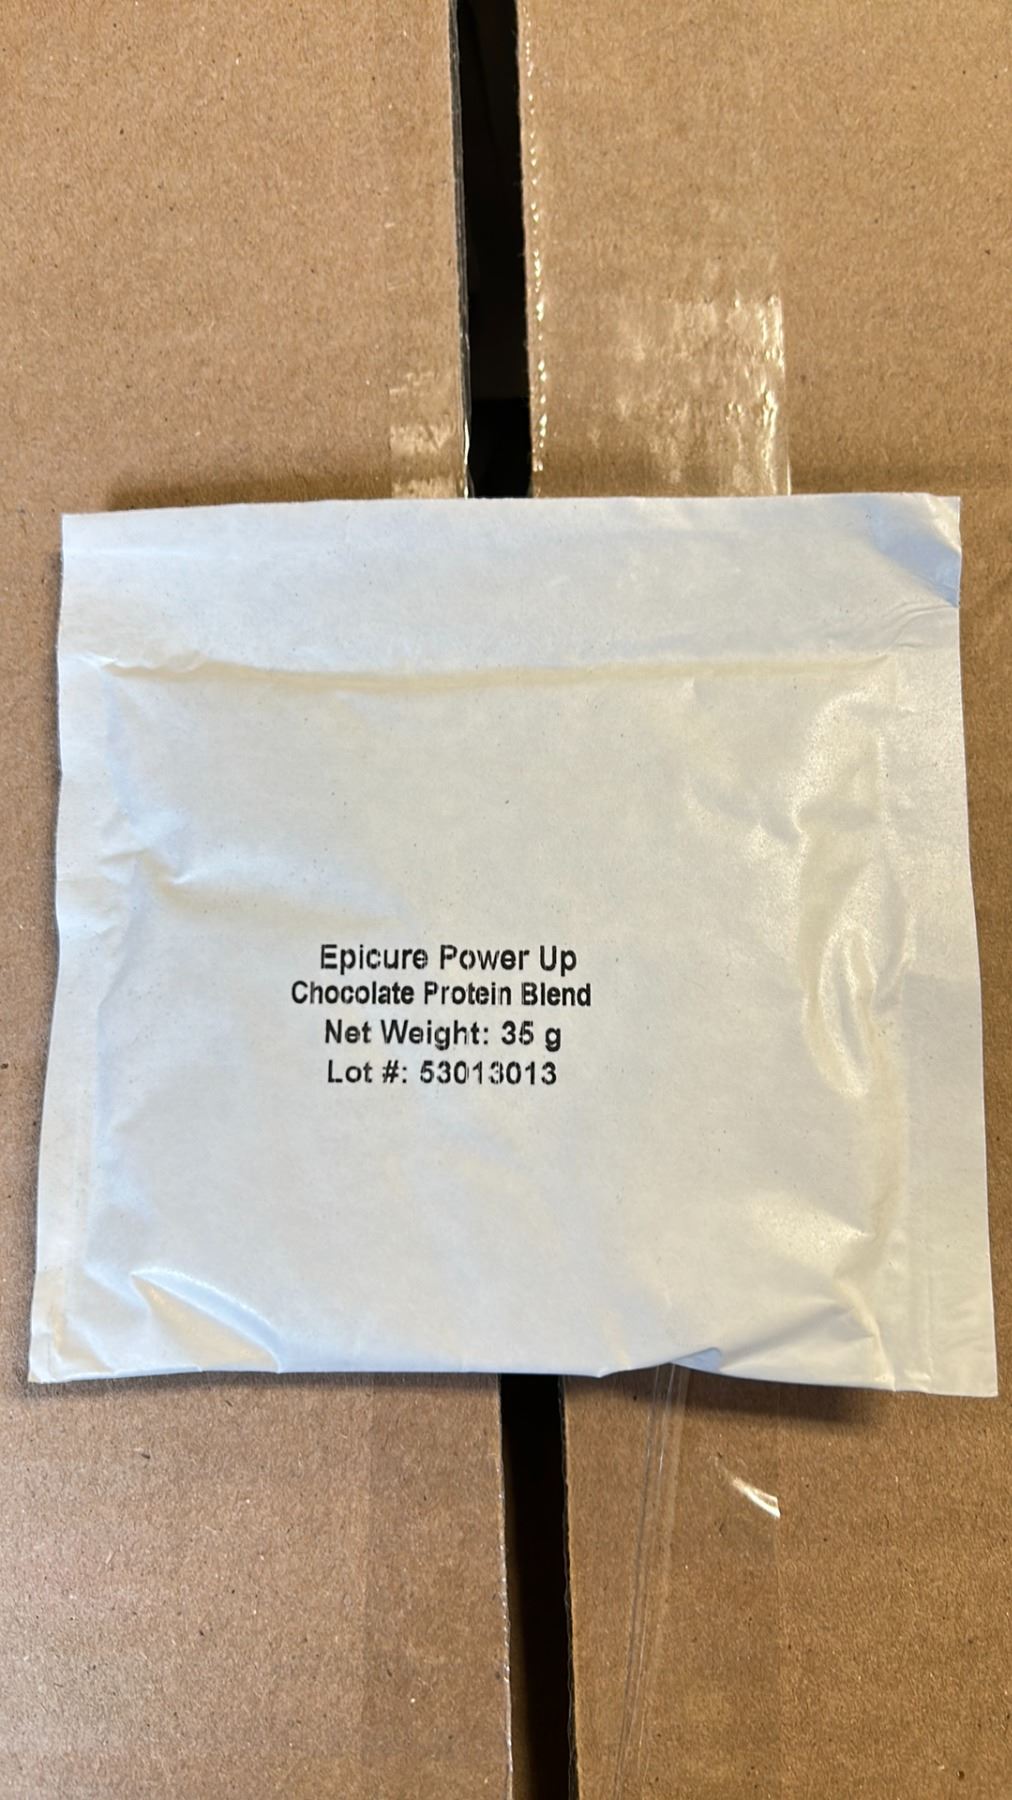 Epicure Power Up
Chocolate Protein Blend
Net Weight: 35 g
Lot #: 53013013